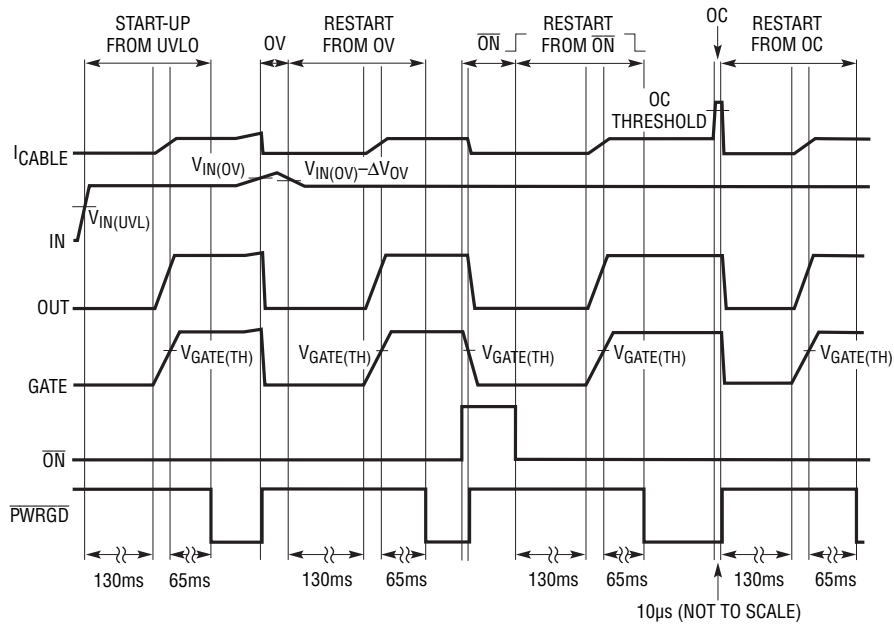 START-UP
FROM UVLO
OV
RESTART
FROM OV
ON
RESTART
FROM ON
OC
RESTART
FROM OC
OC
THRESHOLD
ICABLE
VIN(OV)
VIN(OV)–ΔVOV
VIN(UVL)
IN
OUT
VGATE(TH)
VGATE(TH)
VGATE(TH)
VGATE(TH)
VGATE(TH)
GATE
ON
PWRGD
130ms
65ms
130ms
65ms
130ms
65ms
130ms
65ms
10µs (NOT TO SCALE)